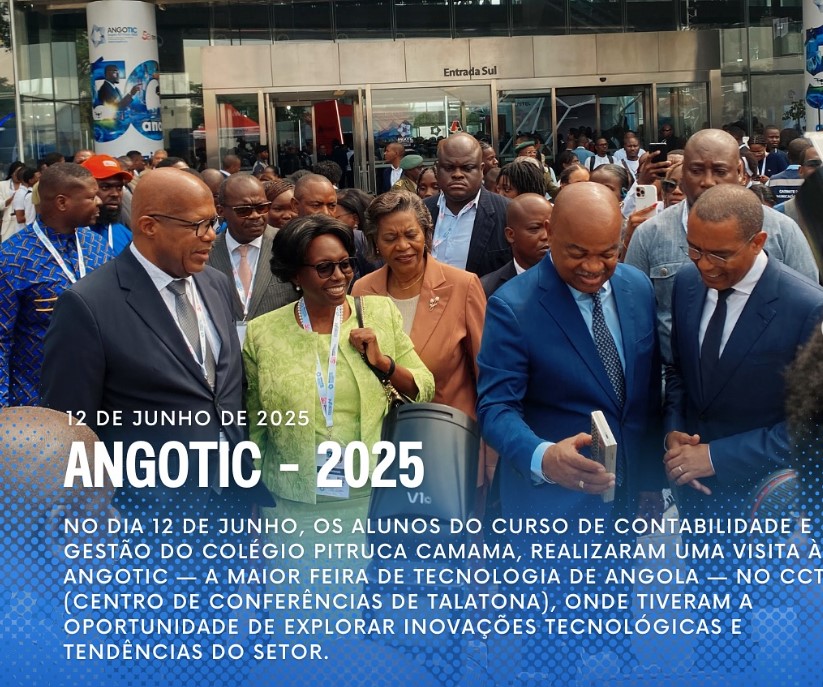 ANGOTIC
Entrada Sul
12 DE JUNHO DE 2025
ANGOTIC - 2025
V1
NO DIA 12 DE JUNHO, OS ALUNOS DO CURSO DE CONTABILIDADE E
GESTÃO DO COLÉGIO PITRUCA CAMAMA, REALIZARAM UMA VISITA À
ANGOTIC — A MAIOR FEIRA DE TECNOLOGIA DE ANGOLA — NO CCT
(CENTRO DE CONFERÊNCIAS DE TALATONA), ONDE TIVERAM A
OPORTUNIDADE DE EXPLORAR INOVAÇÕES TECNOLÓGICAS E
TENDÊNCIAS DO SETOR.